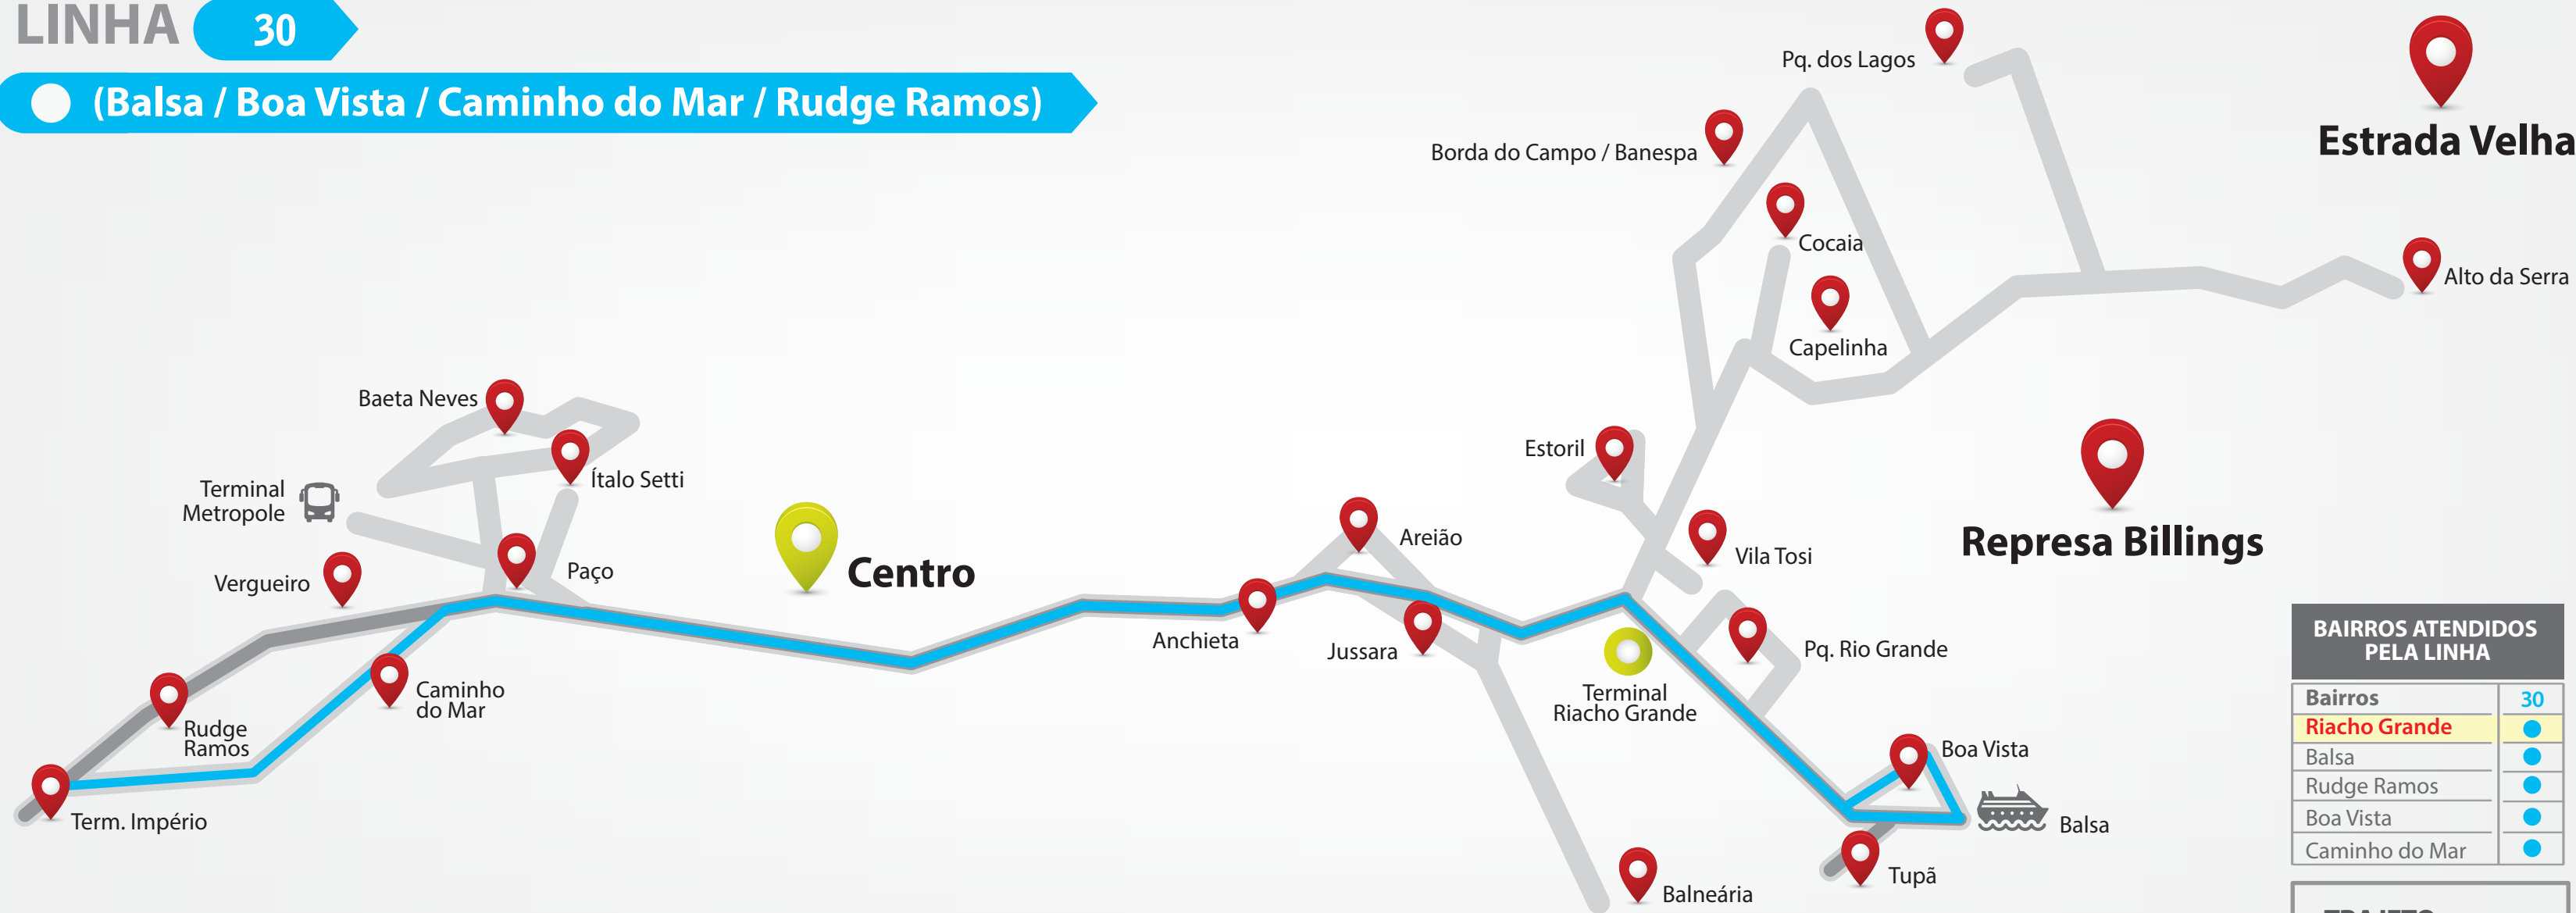 LINHA 30
(Balsa / Boa Vista / Caminho do Mar / Rudge Ramos)
Pq. dos Lagos
Estrada Velha
Borda do Campo / Banespa
Cocaia
Alto da Serra
Capelinha
Baeta Neves
Ítalo Setti
Estoril
Terminal
Metropole
Areião
Represa Billings
Vila Tosi
Centro
Paço
Vergueiro
Anchieta
Jussara
Pq. Rio Grande
Terminal
Riacho Grande
Caminho
do Mar
Rudge
Ramos
Boa Vista
Term. Império
Balsa
Tupã
Balneária
BAIRROS ATENDIDOS
PELA LINHA
Bairros 30
Riacho Grande
Balsa
Rudge Ramos
Boa Vista
Caminho do Mar
TRAJETO